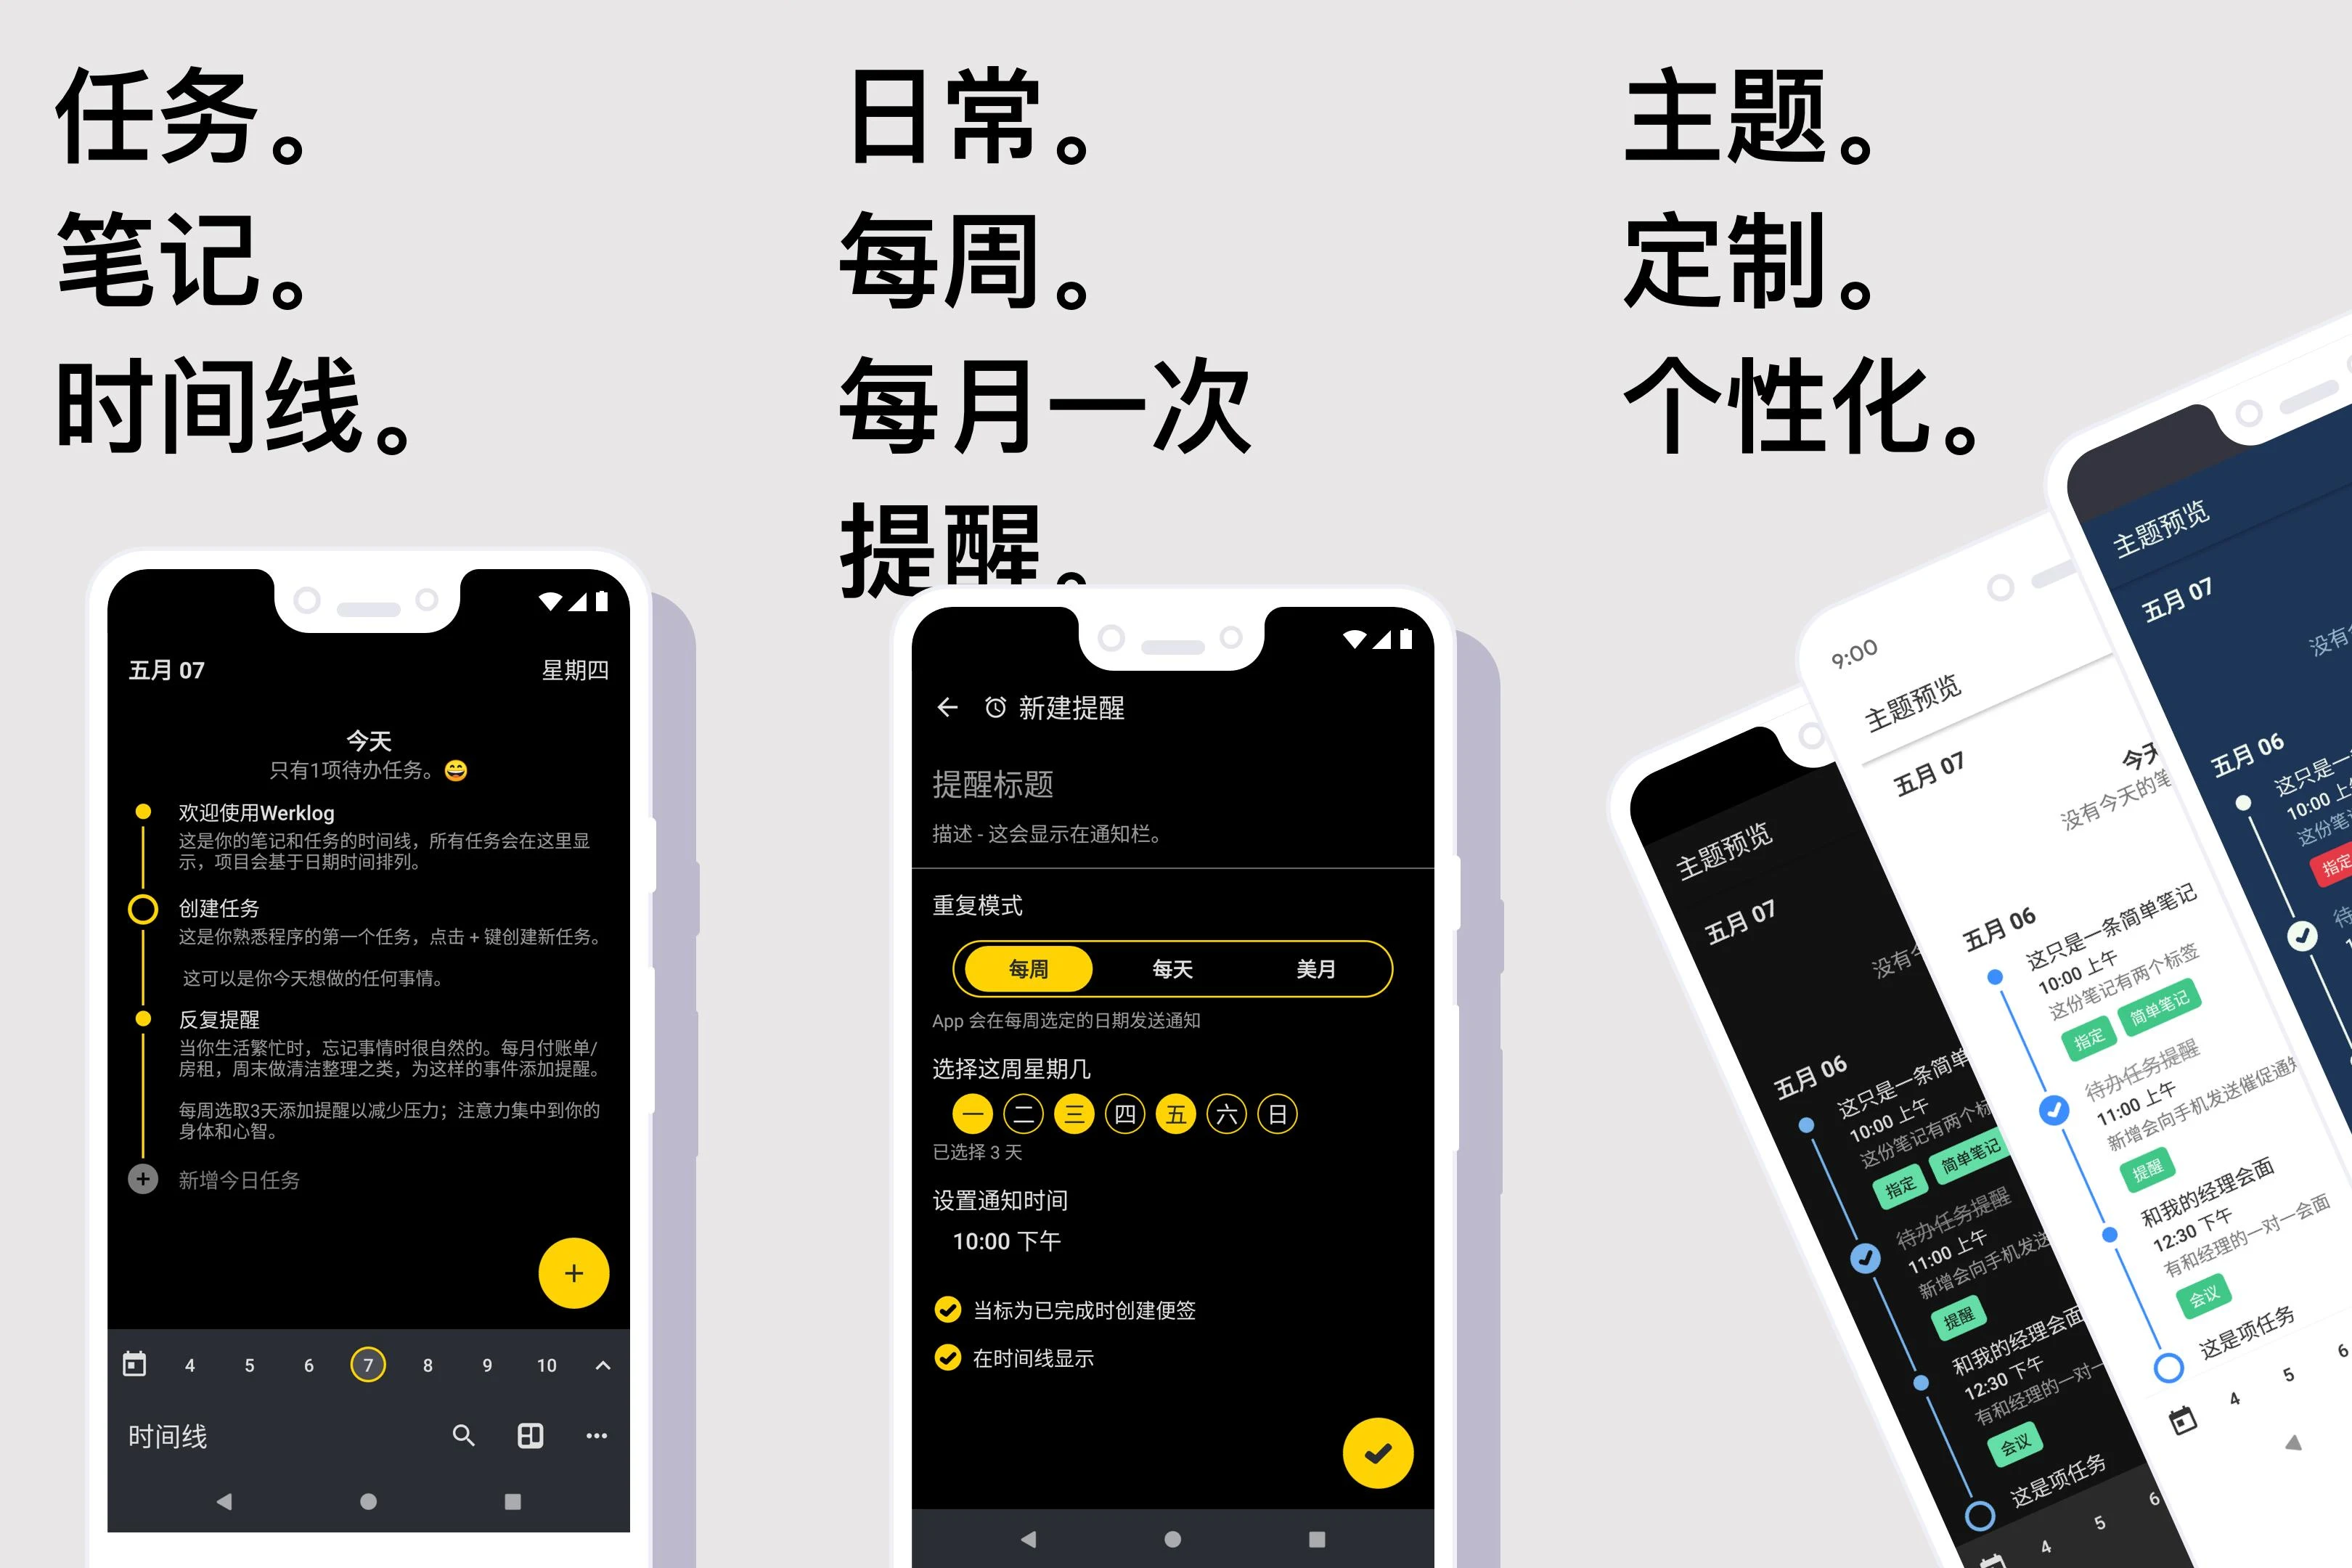 任务。
笔记。
时间线。
五月 07
星期四
今天
只有1项待办任务。😄
欢迎使用Werklog
这是你的笔记和任务的时间线，所有任务会在这里显
示，项目会基于日期时间排列。
创建任务
这是你熟悉程序的第一个任务，点击 + 键创建新任务。
这可以是你今天想做的任何事情。
反复提醒
当你生活繁忙时，忘记事情时很自然的。每月付账单/
房租，周末做清洁整理之类，为这样的事件添加提醒。
每周选取3天添加提醒以减少压力；注意力集中到你的
身体和心智。
新增今日任务
4 5 6 7 8 9 10
时间线
日常。
每周。
每月一次
提醒。
新建提醒
提醒标题
描述 - 这会显示在通知栏。
重复模式
每周 每天 美月
App 会在每周选定的日期发送通知
选择这周星期几
一 二 三 四 五 六 日
已选择 3 天
设置通知时间
10:00 下午
当标为已完成时创建便签
在时间线显示
主题。
定制。
个性化。
主题预览
五月 07
没有
五月 06
这只是一条简单
10:00 上午
这份笔记有两个标
指定 简单笔记
待办任务提醒
11:00 上午
新增会向手机发送
提醒
和我的经理会面
12:30 下午
有和经理的一对一
会议
这是项任务
4 5 6
9:00
主题预览
五月 07
今天
没有今天的笔
五月 06
这只是一条简单笔记
10:00 上午
这份笔记有两个标签
指定 简单笔记
待办任务提醒
11:00 上午
新增会向手机发送催促通知
提醒
和我的经理会面
12:30 下午
有和经理的一对一会面
会议
这是项任务
4 5 6
主题预览
五月 07
没有
五月 06
这只是一
10:00 上
这份笔
指定
待